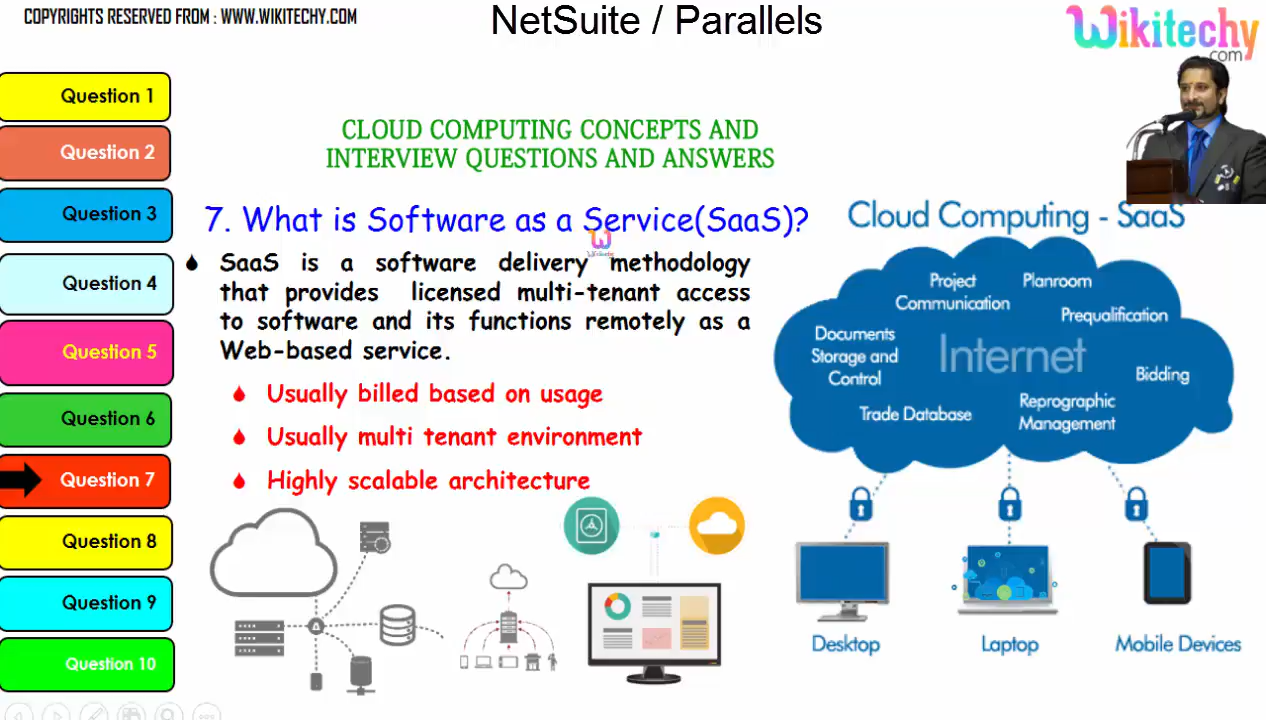 COPYRIGHTS RESERVED FROM : WWW.WIKITECHY.COM
NetSuite / Parallels
Wikitechy
.com
Question 1
Question 2
Question 3
Question 4
Question 5
Question 6
Question 7
Question 8
Question 9
Question 10
CLOUD COMPUTING CONCEPTS AND
INTERVIEW QUESTIONS AND ANSWERS
7. What is Software as a Service(SaaS)?
SaaS is a software delivery methodology
that provides licensed multi-tenant access
to software and its functions remotely as a
Web-based service.
Usually billed based on usage
Usually multi tenant environment
Highly scalable architecture
Cloud Computing - SaaS
Project
Communication
Planroom
Prequalification
Documents
Storage and
Control
Internet
Bidding
Trade Database
Reprographic
Management
Desktop
Laptop
Mobile Devices